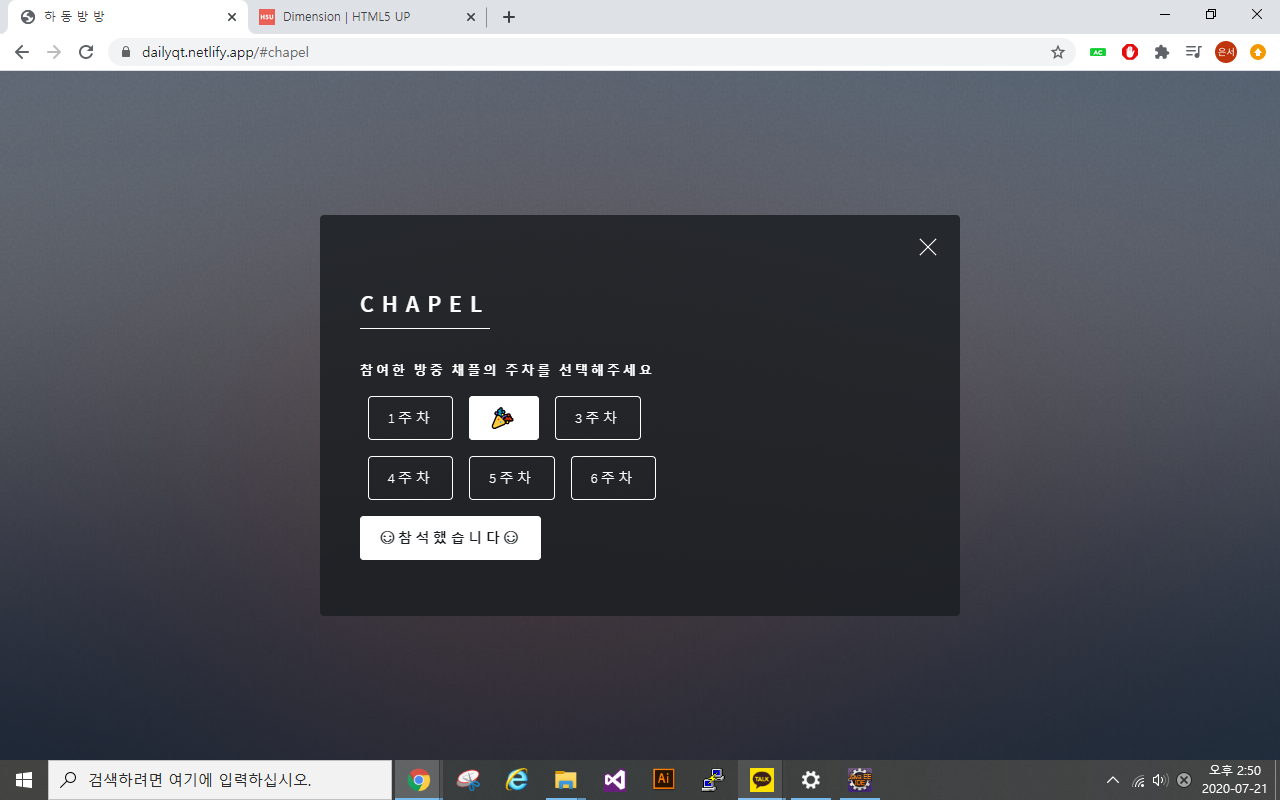 하동방방
HSU
Dimension | HTML5 UP
dailyqt.netlify.app/#chapel
AC
은서
CHAPEL
참여한 방중 채플의 주차를 선택해주세요
1주차
3주차
4주차
5주차
6주차
참석했습니다
검색하려면 여기에 입력하십시오.
Ai
TALK
오후 2:50
2020-07-21